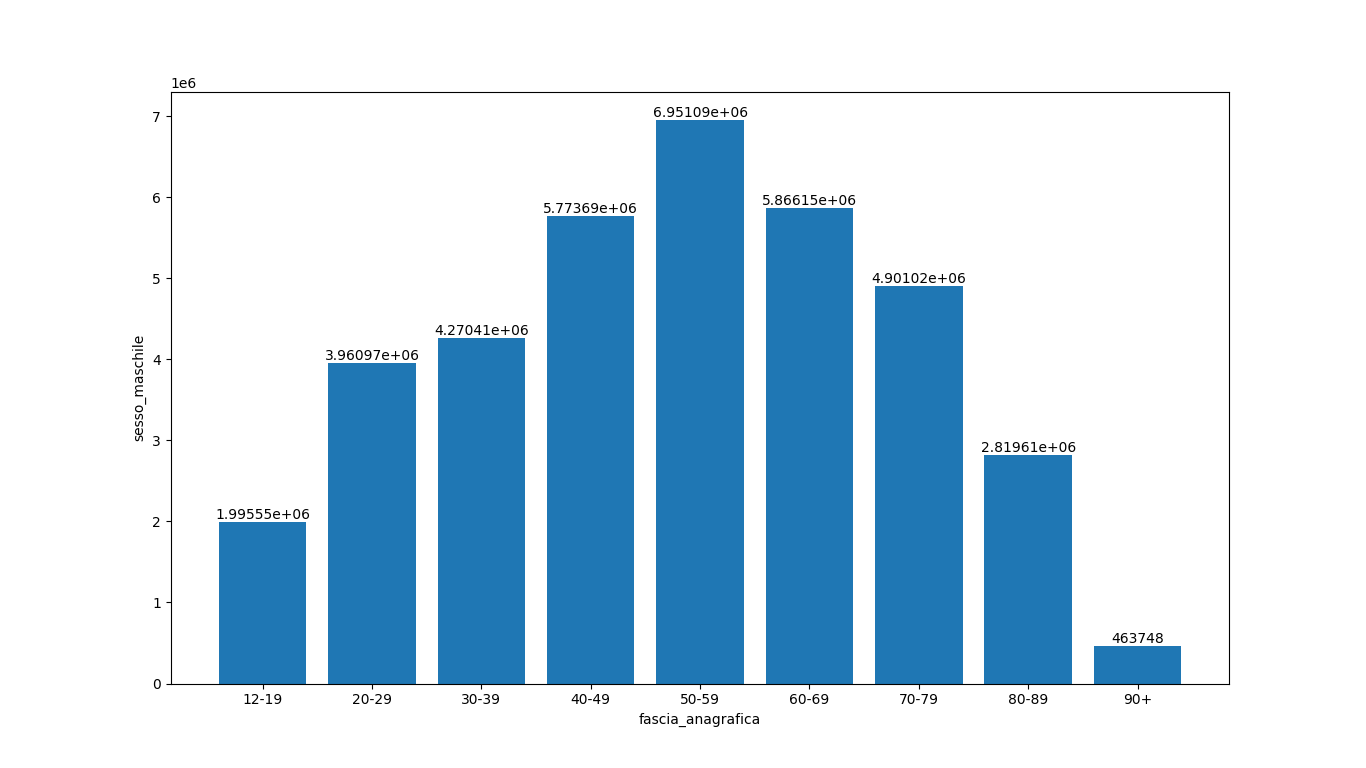 1e6
7
6
5
4
3
2
1
0
sesso_maschile
1.99555e+06
3.96097e+06
4.27041e+06
5.77369e+06
6.95109e+06
5.86615e+06
4.90102e+06
2.81961e+06
463748
12-19 20-29 30-39 40-49 50-59 60-69 70-79 80-89 90+
fascia_anagrafica